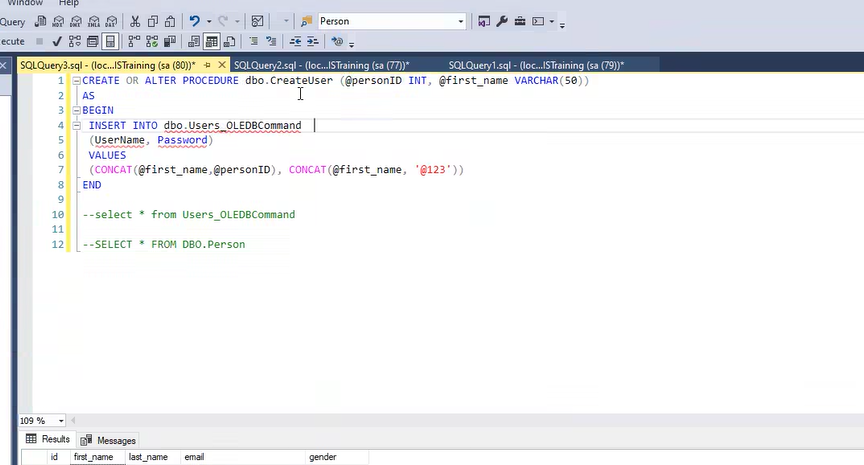 Window Help
Query MDX DMX XMLA DAX Person
ecute
SQLQuery3.sql - (loc...ISTraining (sa (80))* SQLQuery2.sql - (loc...ISTraining (sa (77))* SQLQuery1.sql - (loc...ISTraining (sa (79))*
1 CREATE OR ALTER PROCEDURE dbo.CreateUser (@personID INT, @first_name VARCHAR(50))
2 AS
3 BEGIN
4 INSERT INTO dbo.Users_OLEDBCommand
5 (UserName, Password)
6 VALUES
7 (CONCAT(@first_name,@personID), CONCAT(@first_name, '@123'))
8 END
9
10 --select * from Users_OLEDBCommand
11
12 --SELECT * FROM DBO.Person
109 %
Results Messages
id first_name last_name email gender